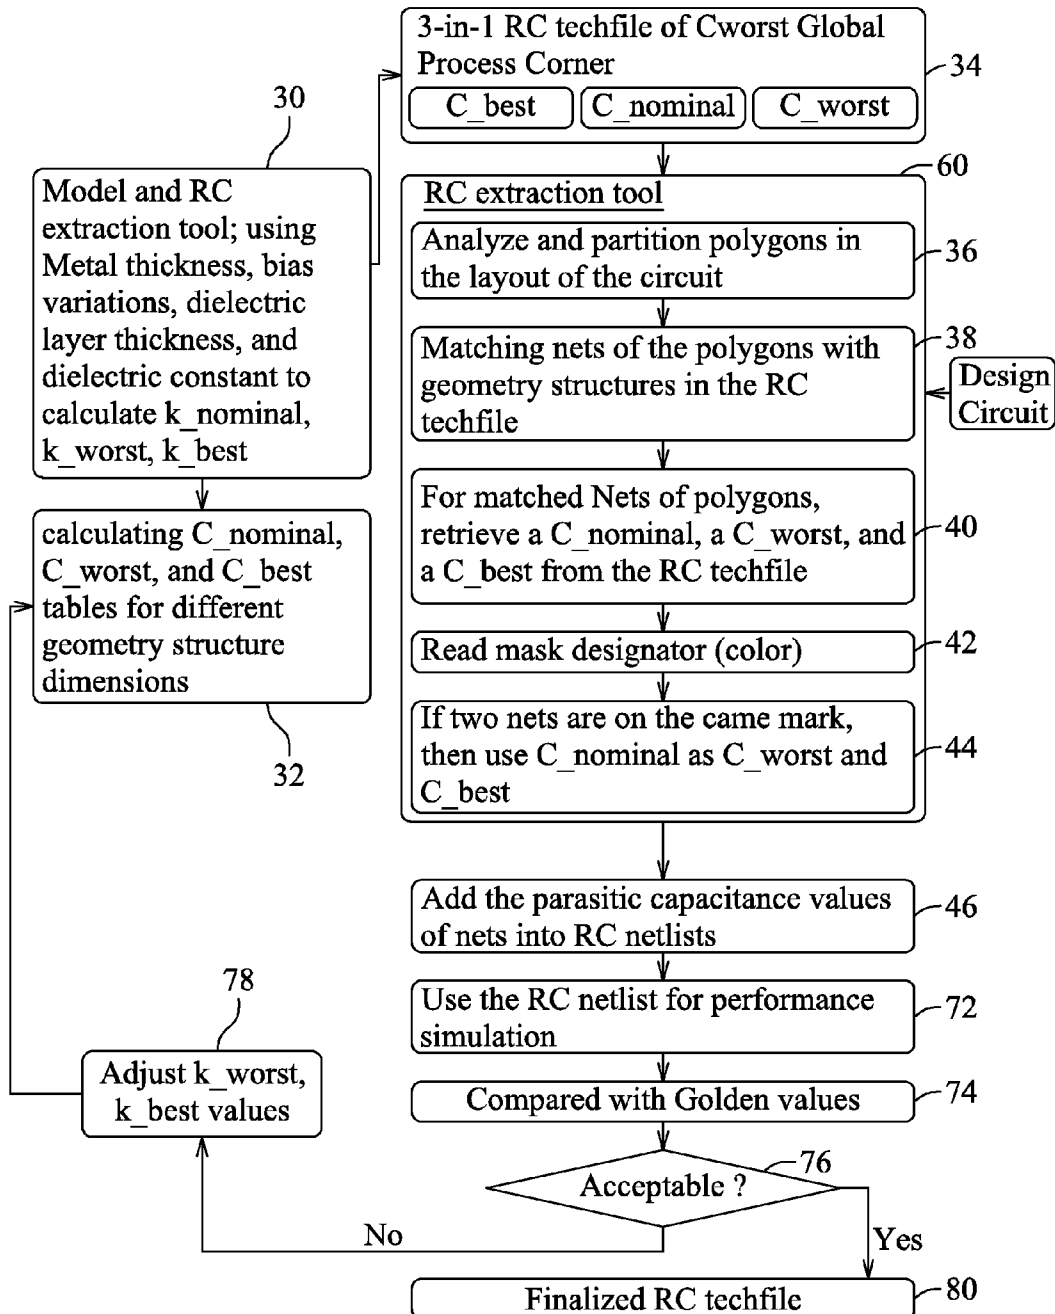 3-in-1 RC techfile of Cworst Global
Process Corner
C_best
C_nominal
C_worst
34
30
Model and RC
extraction tool; using
Metal thickness, bias
variations, dielectric
layer thickness, and
dielectric constant to
calculate k_nominal,
k_worst, k_best
calculating C_nominal,
C_worst, and C_best
tables for different
geometry structure
dimensions
32
60
RC extraction tool
Analyze and partition polygons in
the layout of the circuit
36
Matching nets of the polygons with
geometry structures in the RC
techfile
38
Design
Circuit
For matched Nets of polygons,
retrieve a C_nominal, a C_worst, and
a C_best from the RC techfile
40
Read mask designator (color)
42
If two nets are on the came mark,
then use C_nominal as C_worst and
C_best
44
Add the parasitic capacitance values
of nets into RC netlists
46
Use the RC netlist for performance
simulation
72
Compared with Golden values
74
Acceptable ?
76
No
Yes
78
Adjust k_worst,
k_best values
Finalized RC techfile
80